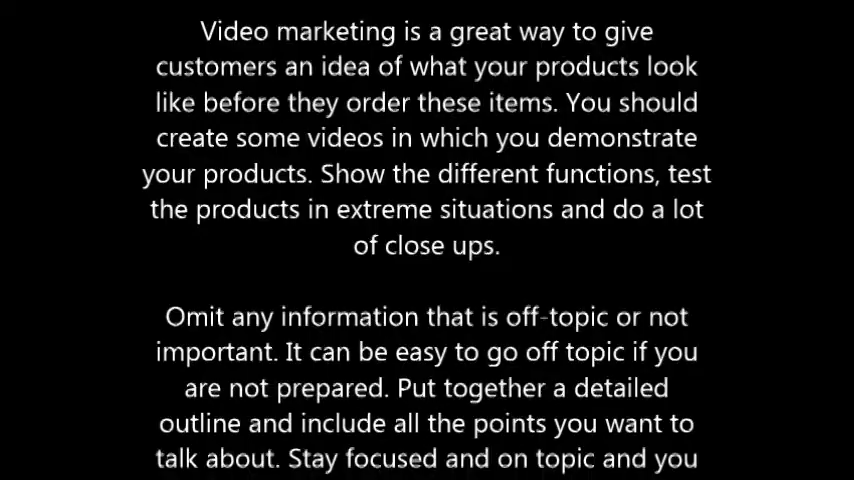 Video marketing is a great way to give
customers an idea of what your products look
like before they order these items. You should
create some videos in which you demonstrate
your products. Show the different functions, test
the products in extreme situations and do a lot
of close ups.
Omit any information that is off-topic or not
important. It can be easy to go off topic if you
are not prepared. Put together a detailed
outline and include all the points you want to
talk about. Stay focused and on topic and you